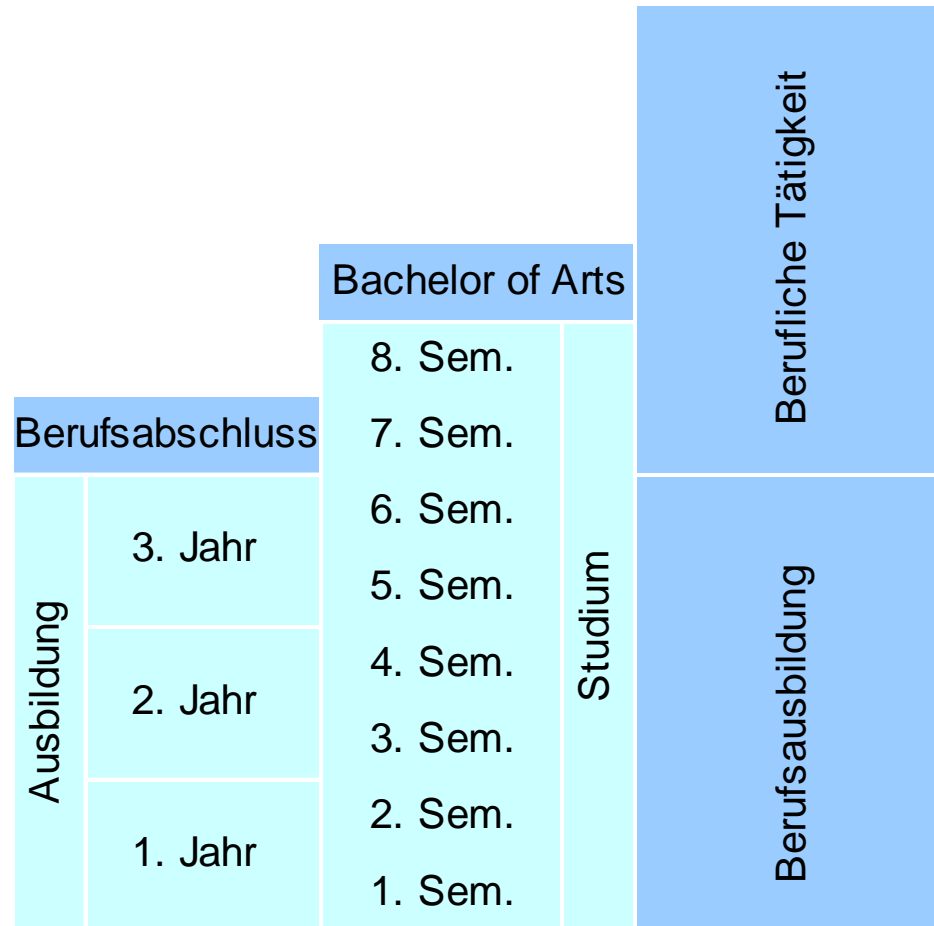 Berufliche Tätigkeit
Bachelor of Arts
8. Sem.
Berufsabschluss
7. Sem.
6. Sem.
3. Jahr
5. Sem.
Studium
Berufsausbildung
Ausbildung
4. Sem.
2. Jahr
3. Sem.
2. Sem.
1. Jahr
1. Sem.